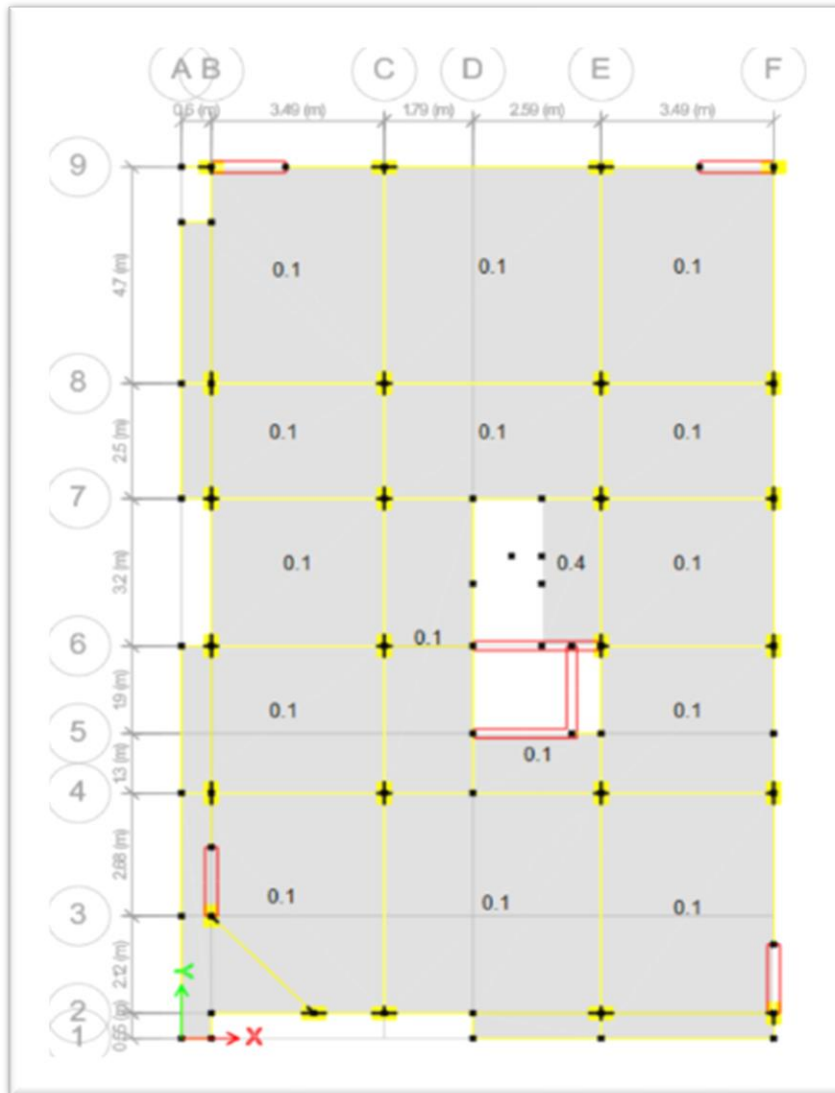 A B C D E F
0.6 (m) 3.49 (m) 1.79 (m) 2.59 (m) 3.49 (m)
9
4.7 (m)
0.1 0.1 0.1
8
2.5 (m)
0.1 0.1 0.1
7
3.2 (m)
0.1 0.4 0.1
0.1
6
1.9 (m)
0.1 0.1
5
0.1
1.3 (m)
4
2.68 (m)
0.1 0.1 0.1
3
2.12 (m)
Y
2
0.55 (m)
1
X